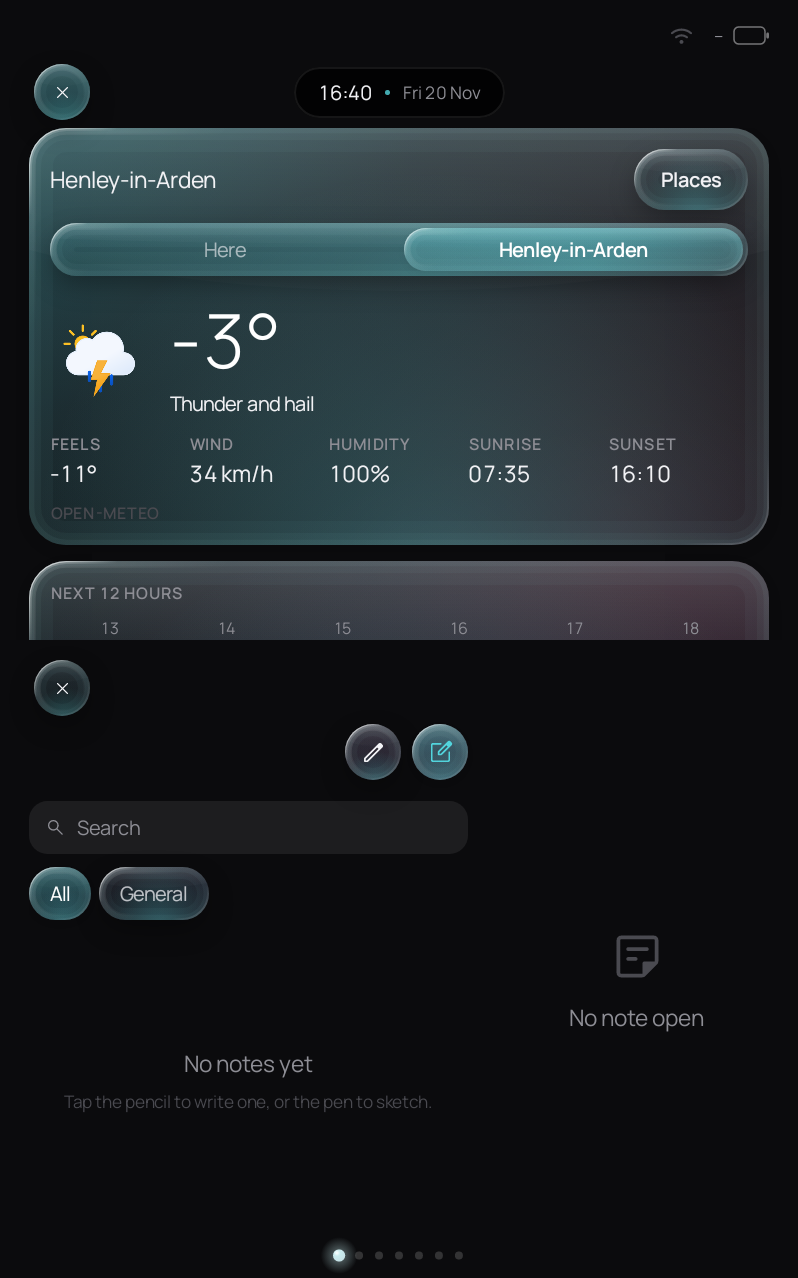 –
16:40 • Fri 20 Nov
Henley-in-Arden
Places
Here
Henley-in-Arden
-3°
Thunder and hail
FEELS WIND HUMIDITY SUNRISE SUNSET
-11° 34 km/h 100% 07:35 16:10
OPEN-METEO
NEXT 12 HOURS
13 14 15 16 17 18
Search
All General
No note open
No notes yet
Tap the pencil to write one, or the pen to sketch.